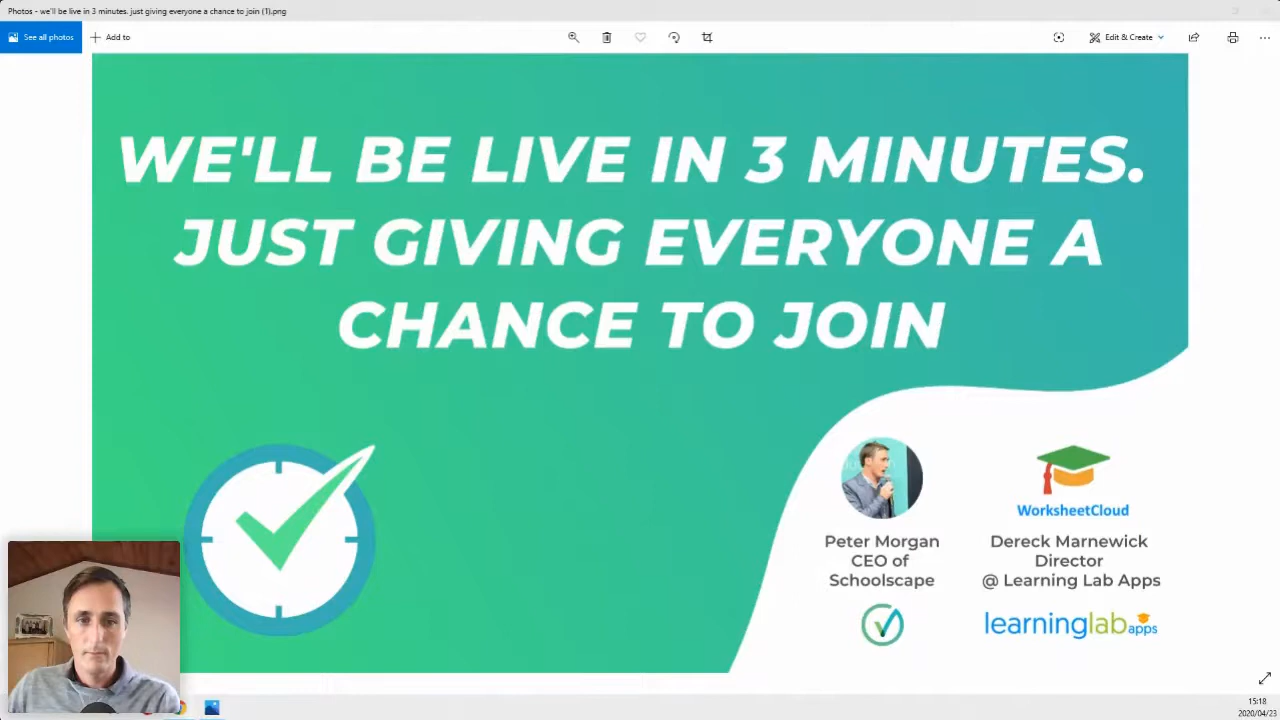 Photos - we'll be live in 3 minutes. just giving everyone a chance to join (1).png
See all photos
Add to
Edit & Create
WE'LL BE LIVE IN 3 MINUTES.
JUST GIVING EVERYONE A
CHANCE TO JOIN
WorksheetCloud
Peter Morgan
CEO of
Schoolscape
Dereck Marnewick
Director
@ Learning Lab Apps
learninglab apps
15:18
2020/04/23